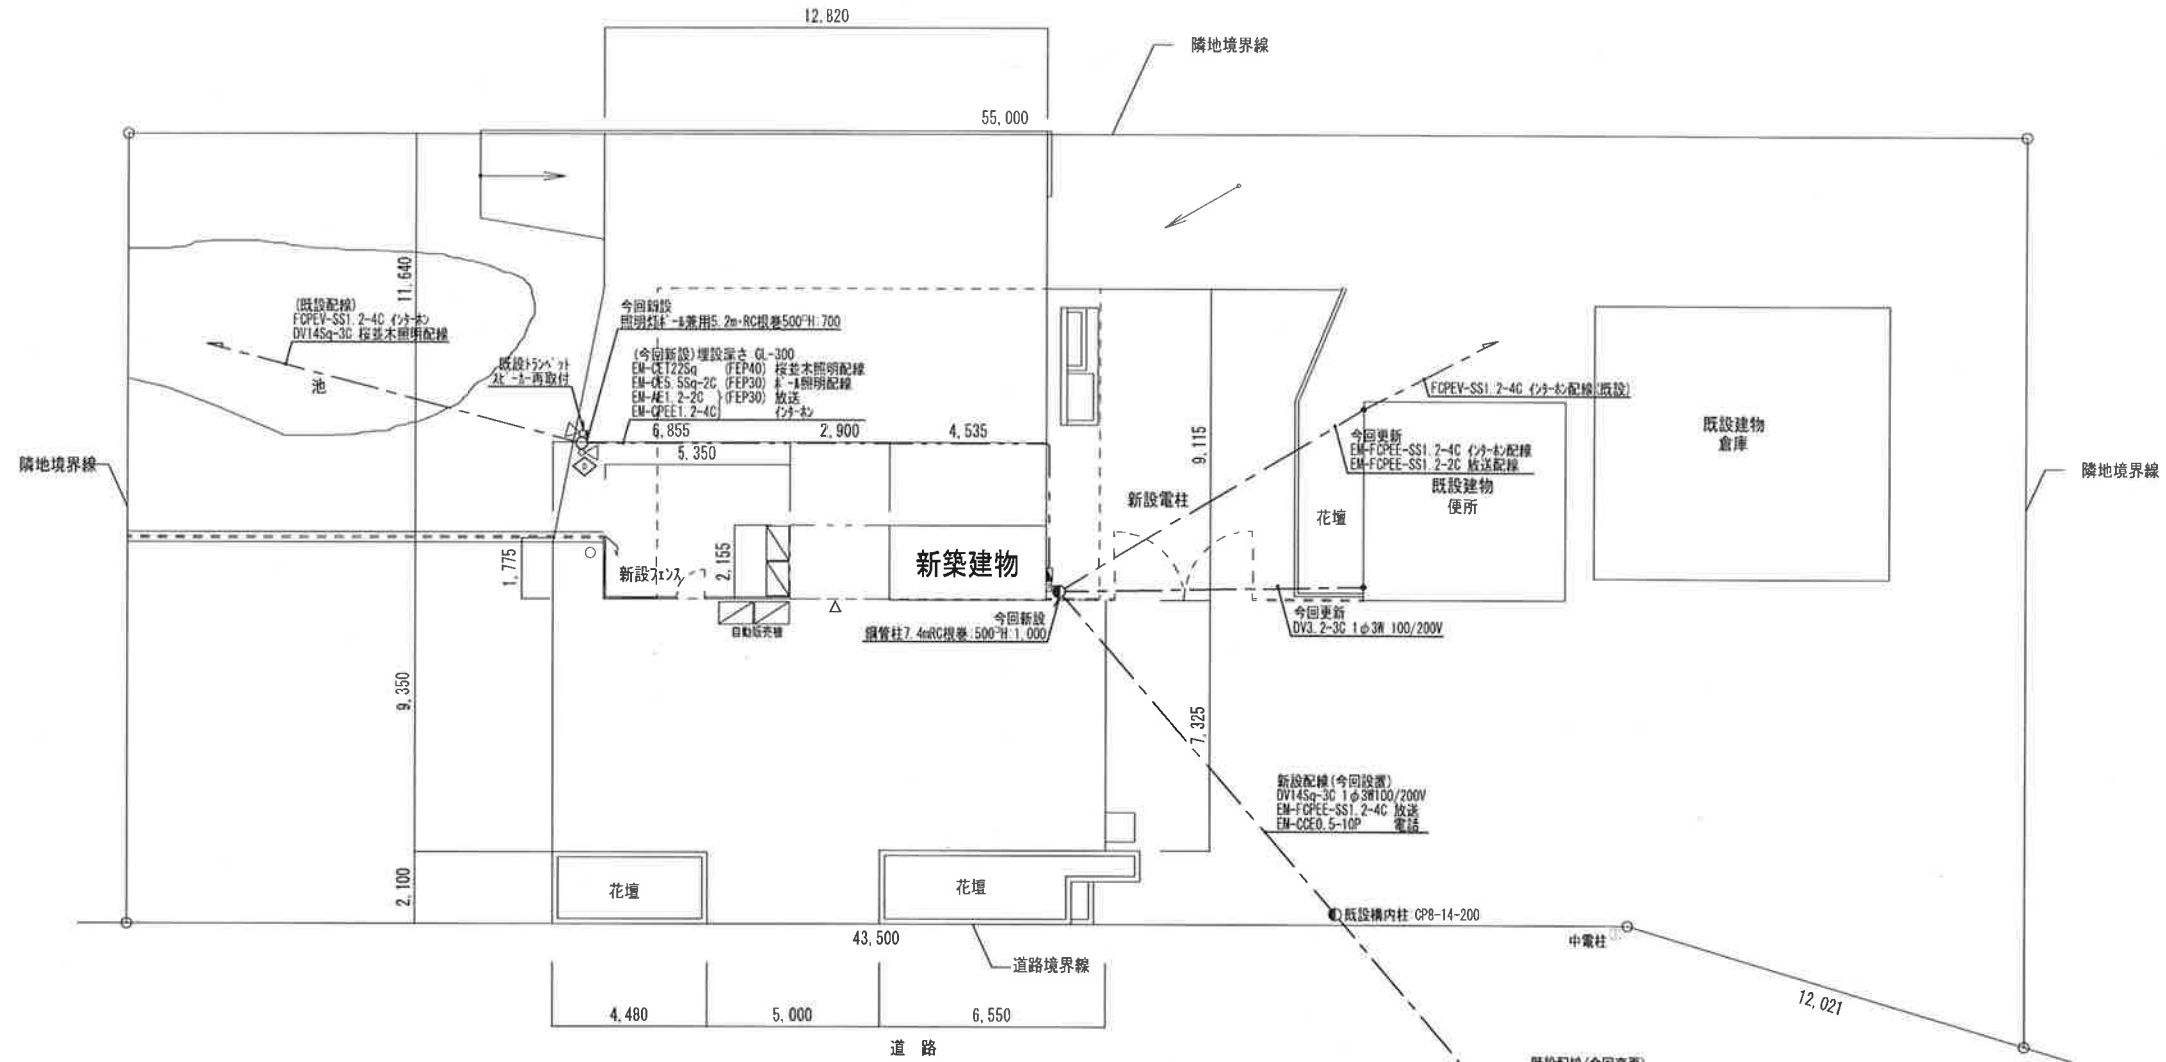 12,820
隣地境界線
55,000
11,640
(既設配線)
FCPEV-SS1.2-4C インターホン
DV14Sq-3C 桜並木照明配線
池
今回新設
照明灯ポール兼用5.2m・RC根巻500□H:700
既設トランペット
スピーカー再取付
(今回新設)埋設深さ GL-300
EM-CET22Sq (FEP40) 桜並木照明配線
EM-CE5.5Sq-2C (FEP30) ポール照明配線
EM-AE1.2-2C (FEP30) 放送
EM-CPEE1.2-4C インターホン
6,855
2,900
4,535
5,350
9,115
FCPEV-SS1.2-4C インターホン配線(既設)
今回更新
EM-FCPEE-SS1.2-4C インターホン配線
EM-FCPEE-SS1.2-2C 放送配線
既設建物
便所
既設建物
倉庫
隣地境界線
隣地境界線
新設電柱
花壇
1,775
新設フェンス
2,155
新築建物
自動販売機
今回新設
鋼管柱7.4mRC根巻:500□H:1,000
今回更新
DV3.2-3C 1φ3W 100/200V
9,350
7,325
新設配線(今回設置)
DV14Sq-3C 1φ3W100/200V
EM-FCPEE-SS1.2-4C 放送
EM-CCE0.5-10P 電話
2,100
花壇
花壇
既設構内柱 CP8-14-200
中電柱
43,500
道路境界線
12,021
4,480
5,000
6,550
道 路